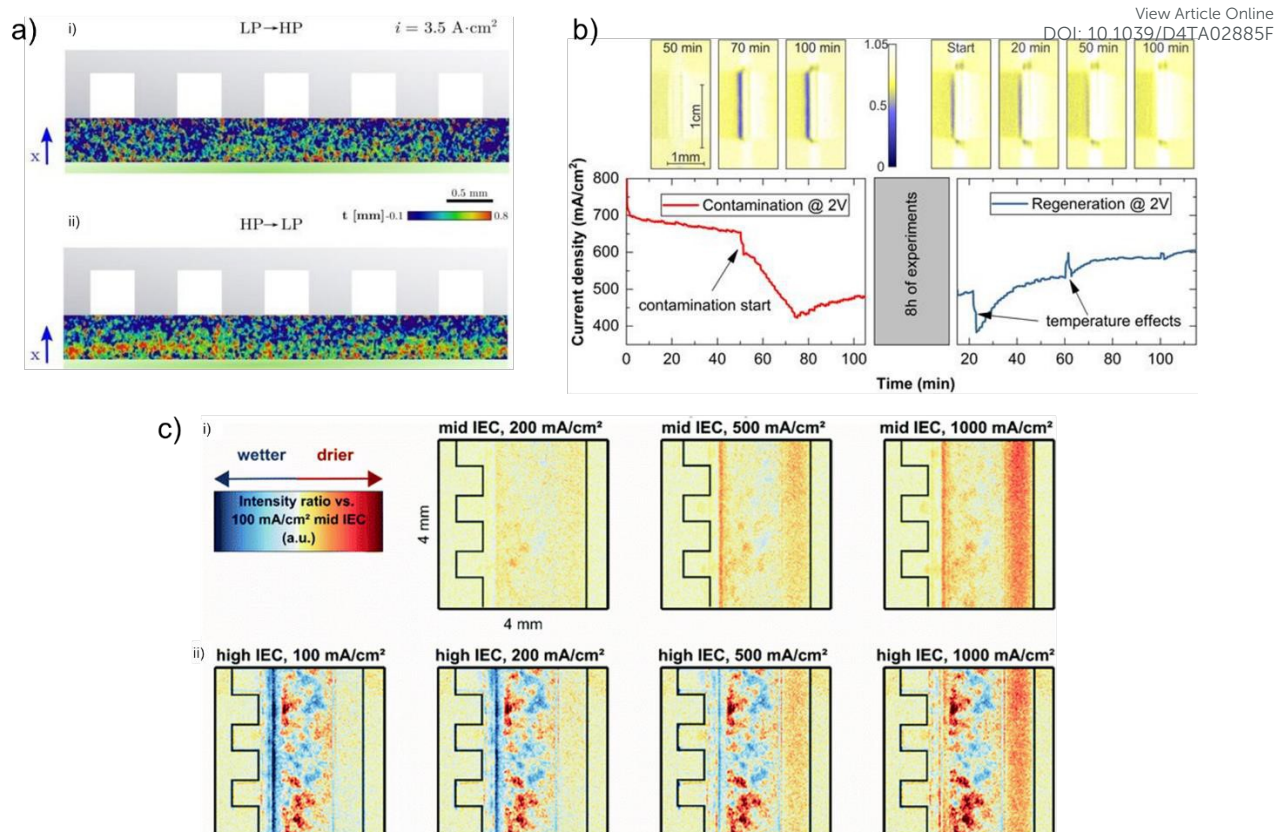 View Article Online
DOI: 10.1039/D4TA02885F
a)
i)
LP→HP
i = 3.5 A·cm²
x
0.5 mm
ii)
HP→LP
t [mm] -0.1
0.8
x
b)
50 min
70 min
100 min
1.05
0.5
0
Start
20 min
50 min
100 min
1cm
1mm
Current density (mA/cm²)
800
700
600
500
400
Contamination @ 2V
contamination start
8h of experiments
Regeneration @ 2V
temperature effects
0 20 40 60 80 100
20 40 60 80 100
Time (min)
c)
i)
wetter drier
Intensity ratio vs.
100 mA/cm² mid IEC
(a.u.)
mid IEC, 200 mA/cm²
mid IEC, 500 mA/cm²
mid IEC, 1000 mA/cm²
4 mm
4 mm
ii)
high IEC, 100 mA/cm²
high IEC, 200 mA/cm²
high IEC, 500 mA/cm²
high IEC, 1000 mA/cm²